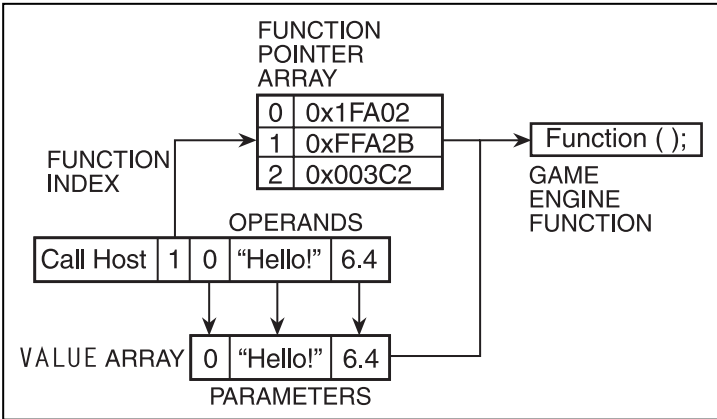 FUNCTION
POINTER
ARRAY
0 0x1FA02
1 0xFFA2B
2 0x003C2
Function ( );
GAME
ENGINE
FUNCTION
FUNCTION
INDEX
OPERANDS
Call Host 1 0 “Hello!” 6.4
VALUE ARRAY 0 “Hello!” 6.4
PARAMETERS